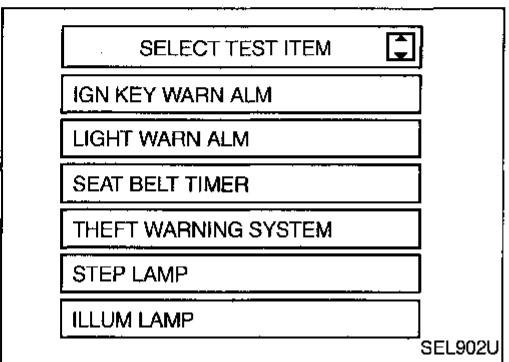 SELECT TEST ITEM
IGN KEY WARN ALM
LIGHT WARN ALM
SEAT BELT TIMER
THEFT WARNING SYSTEM
STEP LAMP
ILLUM LAMP
SEL902U